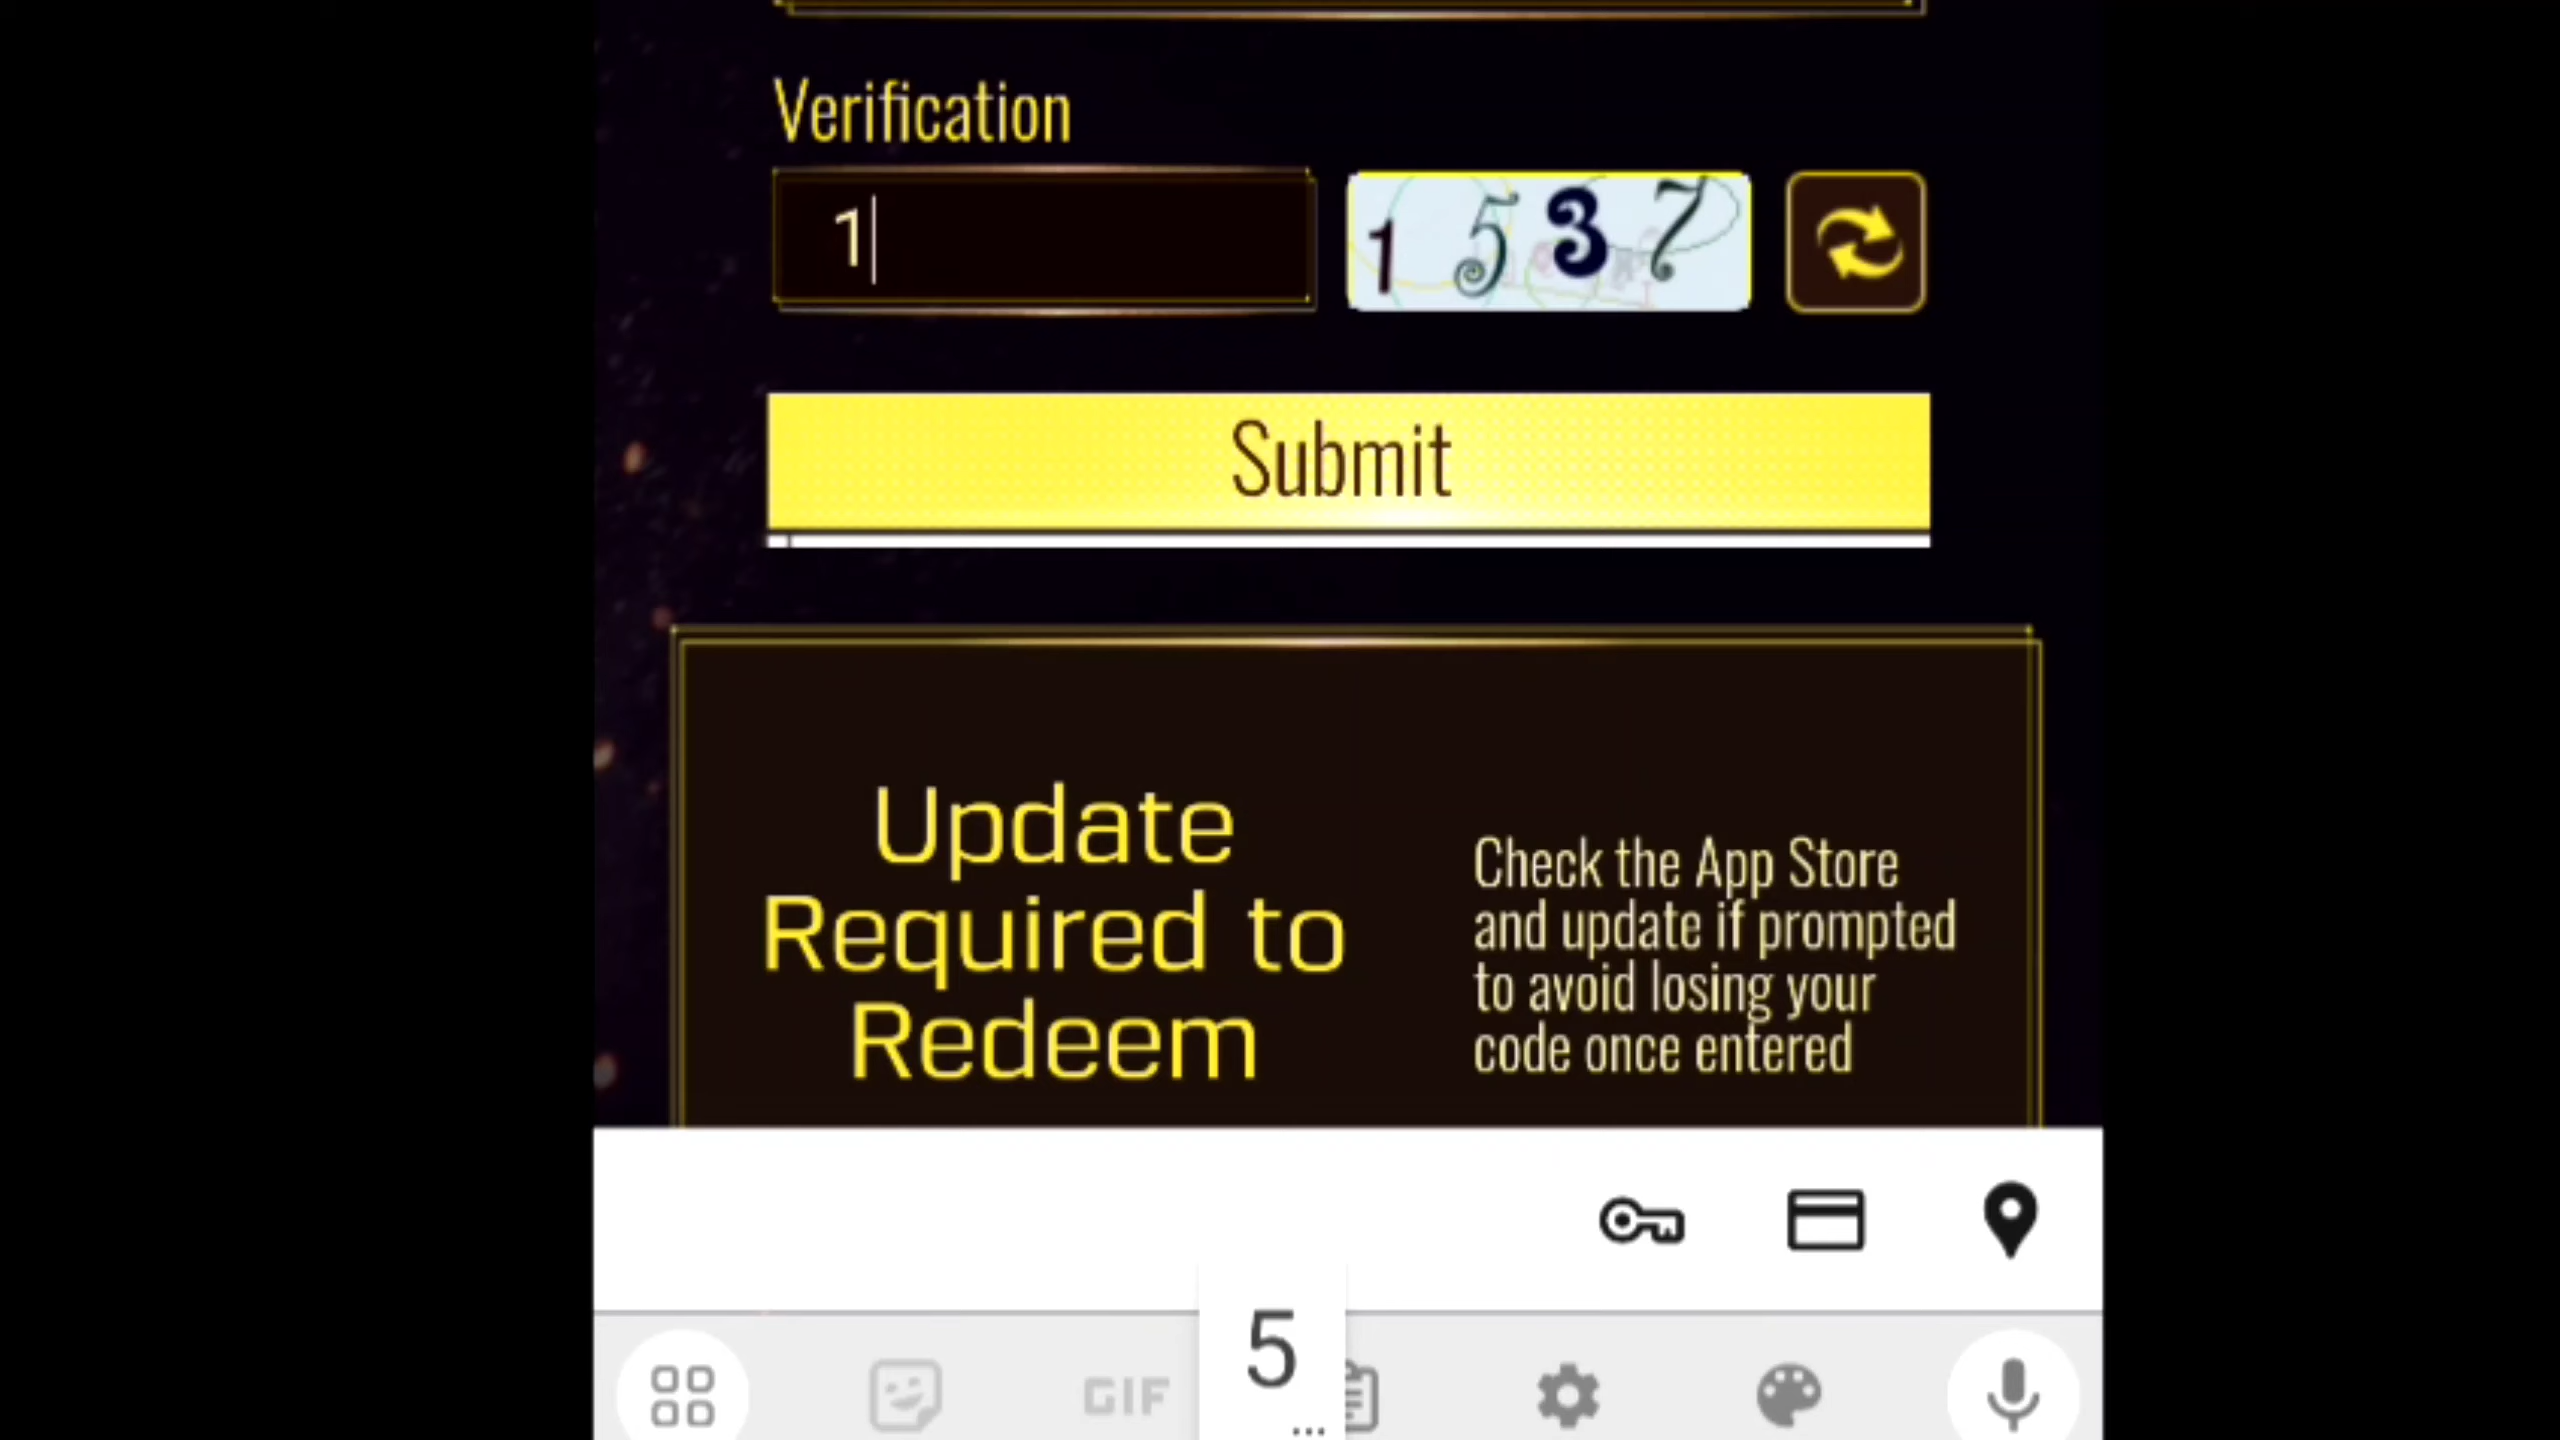 Verification
1
1 5 3 7
Submit
Update
Required to
Redeem
Check the App Store
and update if prompted
to avoid losing your
code once entered
5
...
GIF